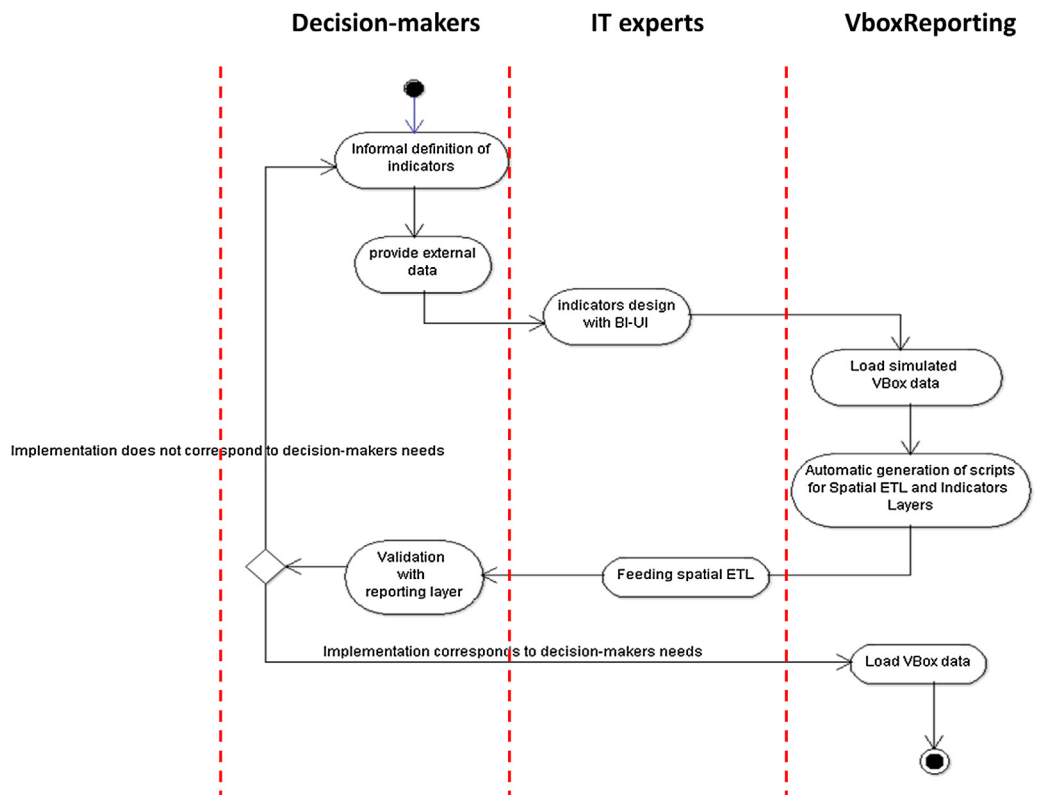 Decision-makers
IT experts
VboxReporting
Informal definition of
indicators
provide external
data
indicators design
with BI-UI
Load simulated
VBox data
Implementation does not correspond to decision-makers needs
Automatic generation of scripts
for Spatial ETL and Indicators
Layers
Validation
with
reporting layer
Feeding spatial ETL
Implementation corresponds to decision-makers needs
Load VBox data